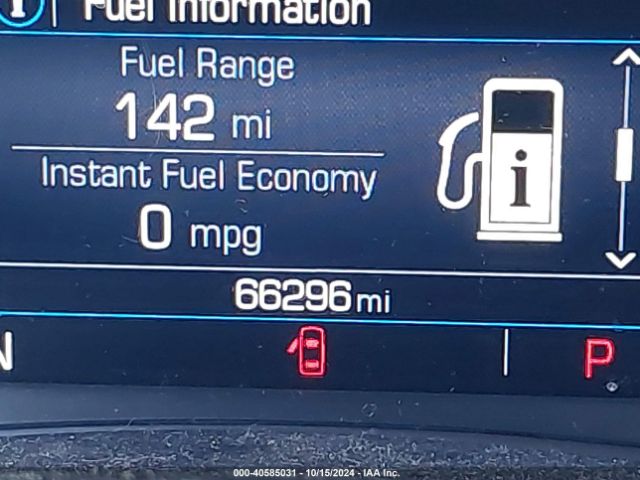 Fuel Information
Fuel Range
142 mi
Instant Fuel Economy
0 mpg
i
66296 mi
N
P
000-40585031 - 10/15/2024 - IAA Inc.